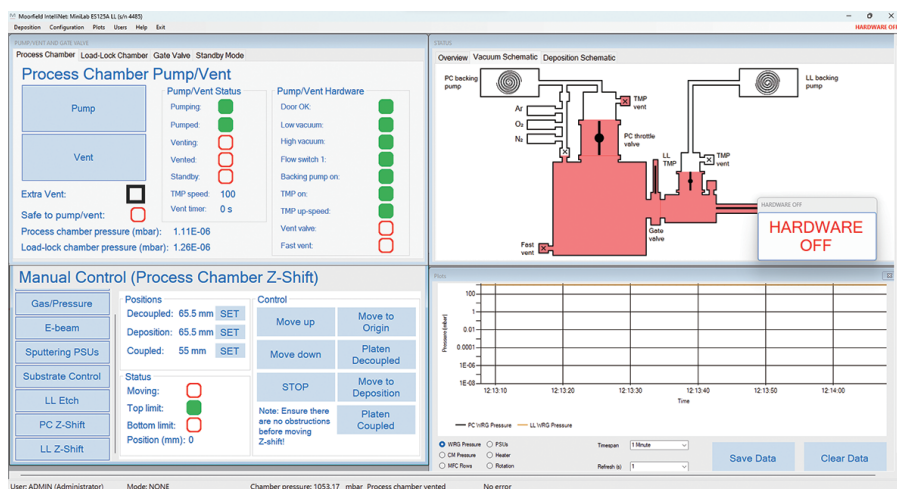 Moorfield IntelliNet: MiniLab ES125A LL (s/n 4485)
Deposition Configuration Plots Users Help Exit
HARDWARE OFF
PUMP/VENT AND GATE VALVE
Process Chamber Load-Lock Chamber Gate Valve Standby Mode
Process Chamber Pump/Vent
Pump
Vent
Extra Vent:
Safe to pump/vent:
Process chamber pressure (mbar): 1.11E-06
Load-lock chamber pressure (mbar): 1.26E-06
Pump/Vent Status
Pumping:
Pumped:
Venting:
Vented:
Standby:
TMP speed: 100
Vent timer: 0 s
Pump/Vent Hardware
Door OK:
Low vacuum:
High vacuum:
Flow switch 1:
Backing pump on:
TMP on:
TMP up-speed:
Vent valve:
Fast vent:
STATUS
Overview Vacuum Schematic Deposition Schematic
PC backing
pump
LL backing
pump
TMP
vent
Ar
O₂
N₂
PC throttle
valve
LL
TMP
TMP
vent
Gate
valve
Fast
vent
HARDWARE OFF
HARDWARE
OFF
Manual Control (Process Chamber Z-Shift)
Gas/Pressure
E-beam
Sputtering PSUs
Substrate Control
LL Etch
PC Z-Shift
LL Z-Shift
Positions
Decoupled: 65.5 mm SET
Deposition: 65.5 mm SET
Coupled: 55 mm SET
Status
Moving:
Top limit:
Bottom limit:
Position (mm): 0
Control
Move up
Move to
Origin
Move down
Platen
Decoupled
STOP
Move to
Deposition
Note: Ensure there
are no obstructions
before moving
Z-shift!
Platen
Coupled
Plots
Pressure (mbar)
100
1
0.01
0.0001
1E-06
1E-08
12:13:10 12:13:20 12:13:30 12:13:40 12:13:50 12:14:00
Time
PC WRG Pressure LL WRG Pressure
WRG Pressure PSUs
CM Pressure Heater
MFC Flows Rotation
Timespan 1 Minute
Refresh (s) 1
Save Data
Clear Data
User: ADMIN (Administrator) Mode: NONE Chamber pressure: 1053.17 mbar Process chamber vented No error